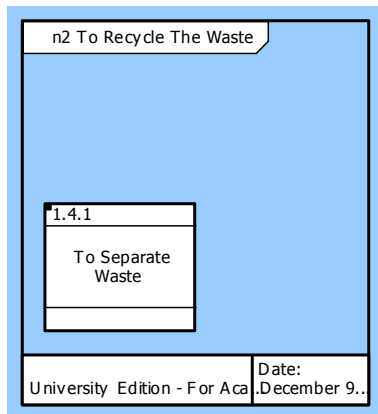 n2 To Recycle The Waste
1.4.1
To Separate
Waste
Date:
University Edition - For Aca.
December 9...